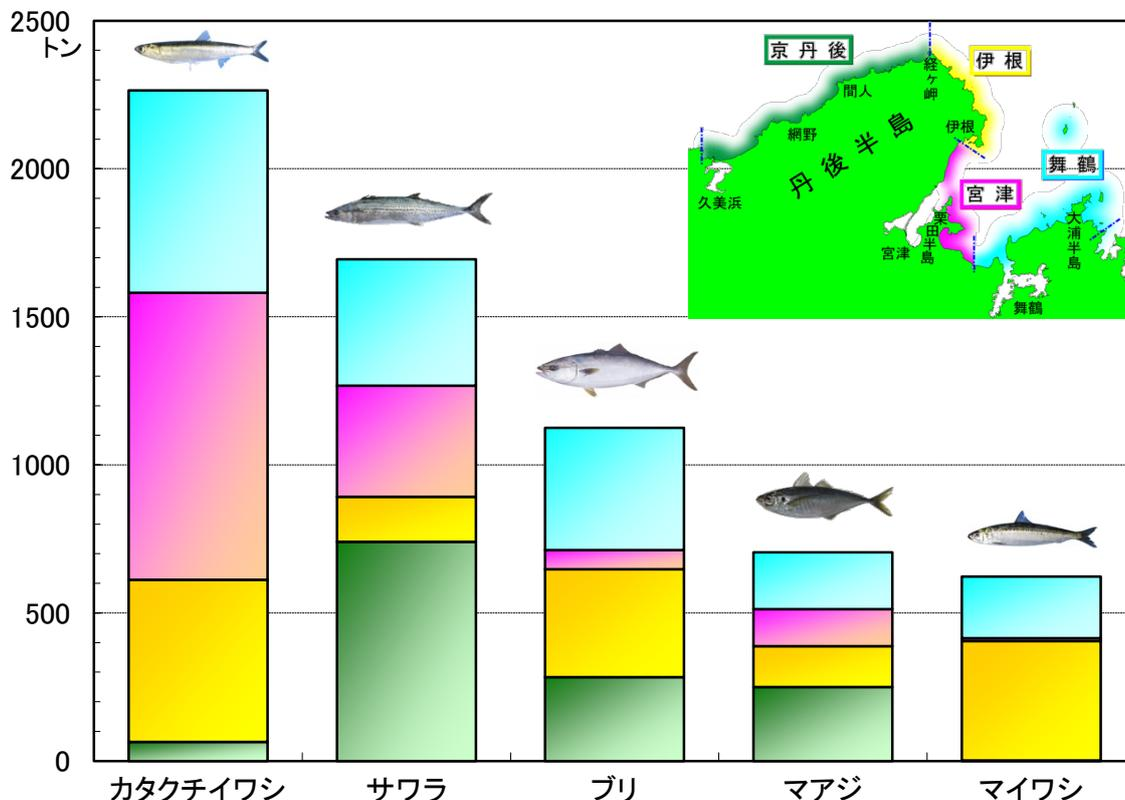 2500
トン
2000
1500
1000
500
0
カタクチイワシ
サワラ
ブリ
マアジ
マイワシ
京丹後
伊根
経ヶ岬
間人
網野
丹後半島
伊根
舞鶴
久美浜
宮津
栗田半島
宮津
大浦半島
舞鶴